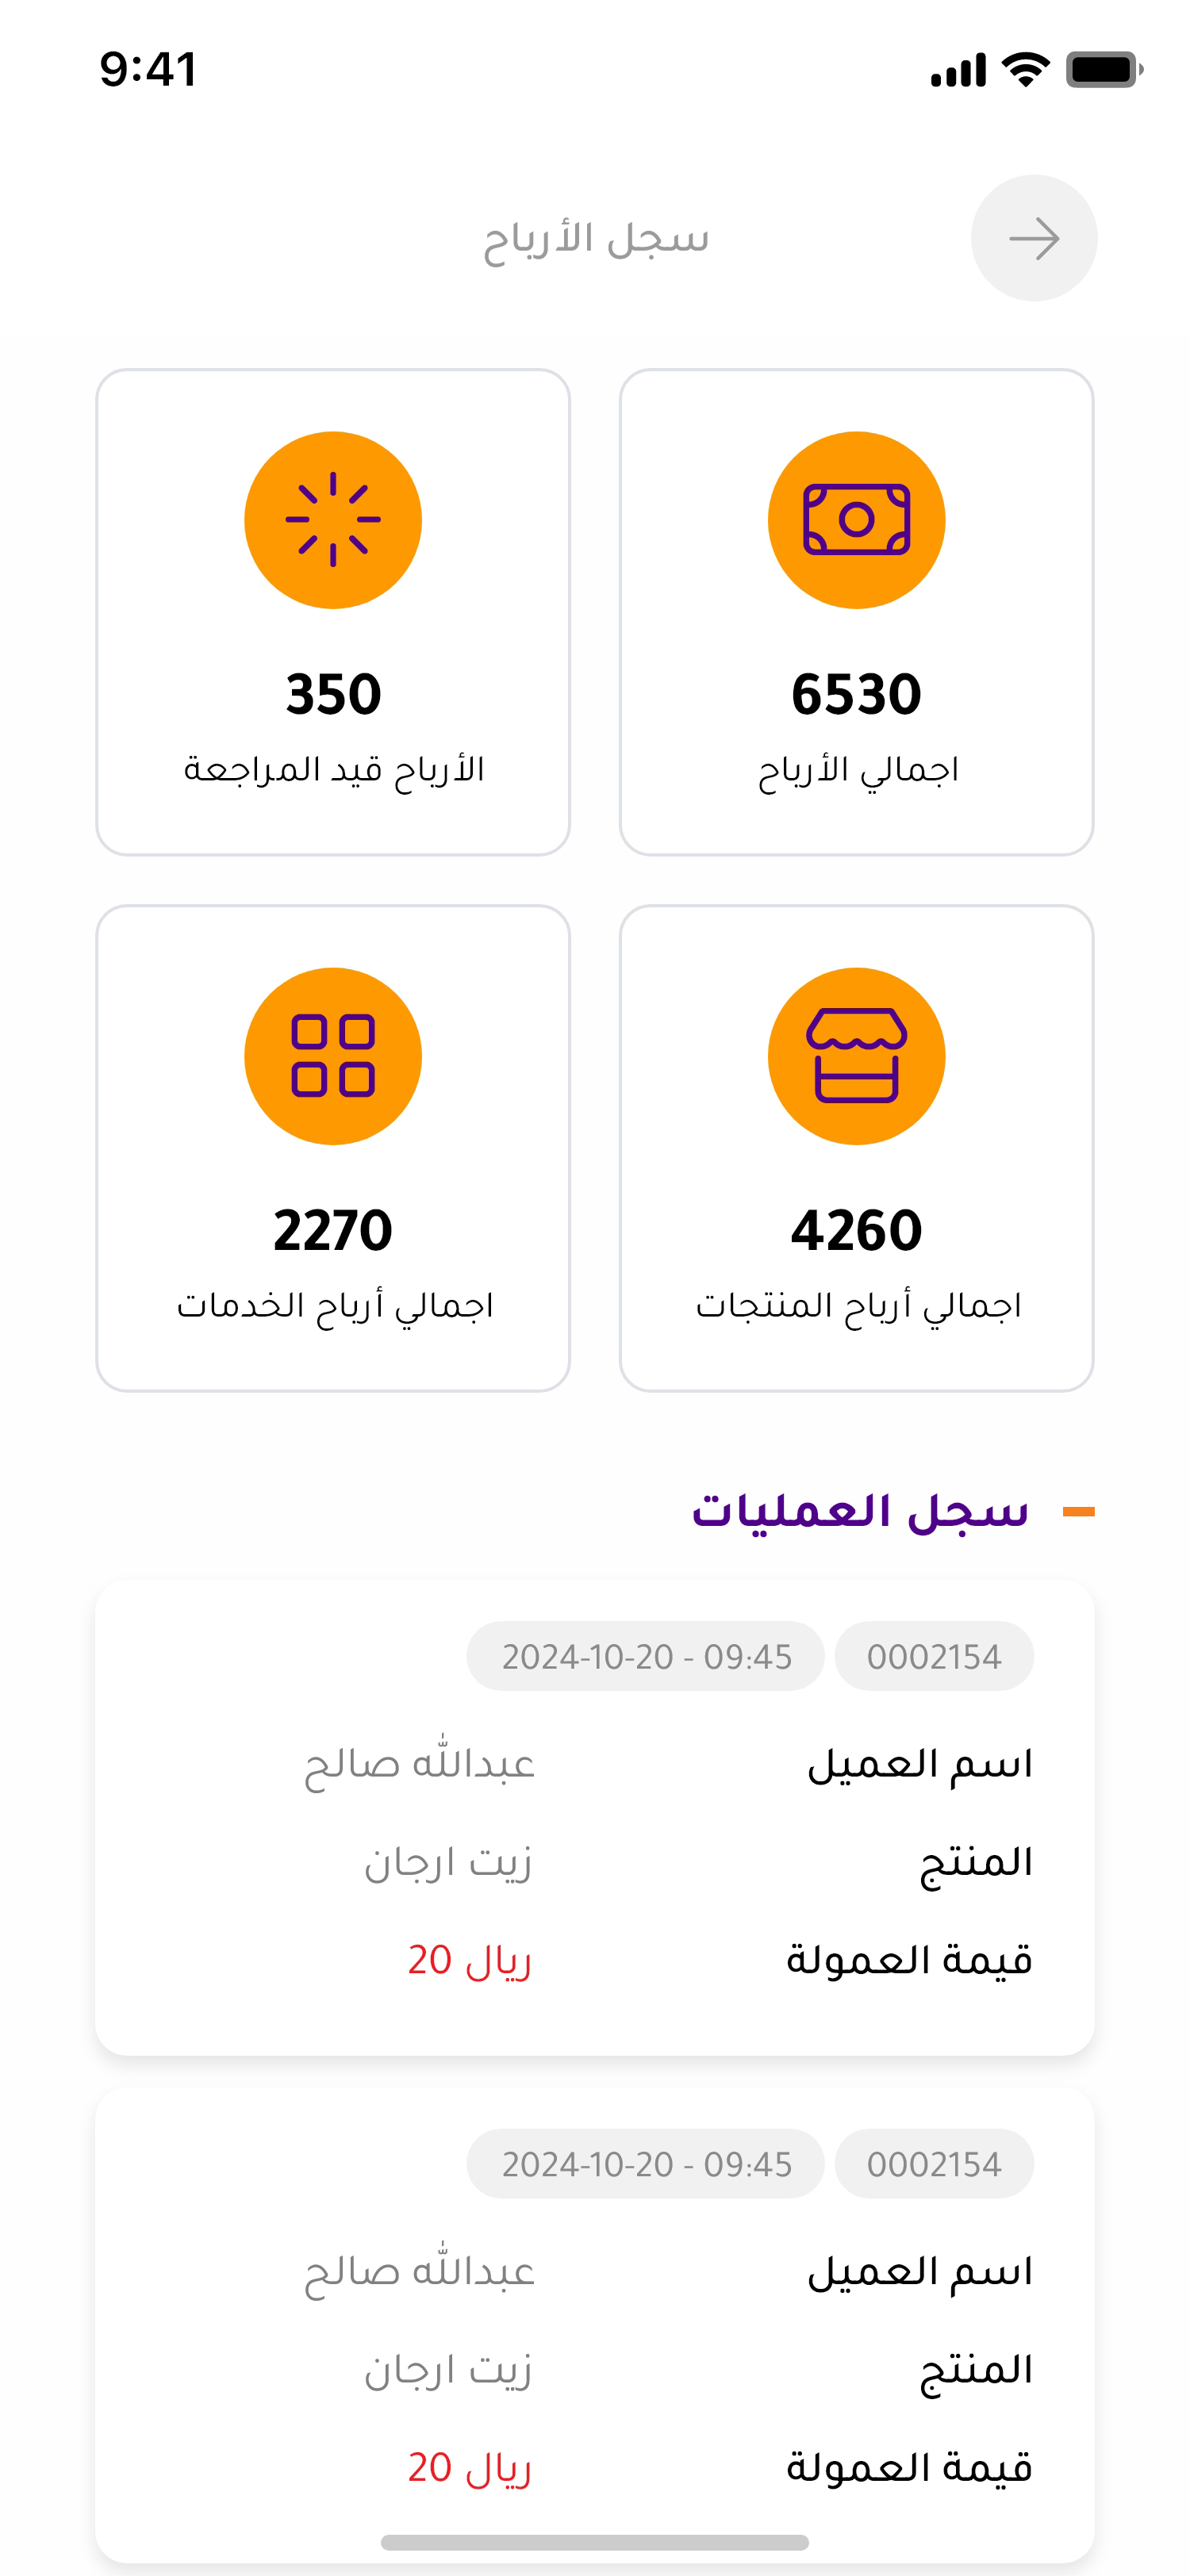 9:41
سجل الأرباح
6530
اجمالي الأرباح
350
الأرباح قيد المراجعة
4260
اجمالي أرباح المنتجات
2270
اجمالي أرباح الخدمات
سجل العمليات
0002154
2024-10-20 - 09:45
اسم العميل عبدالله صالح
المنتج زيت ارجان
قيمة العمولة ريال 20
0002154
2024-10-20 - 09:45
اسم العميل عبدالله صالح
المنتج زيت ارجان
قيمة العمولة ريال 20